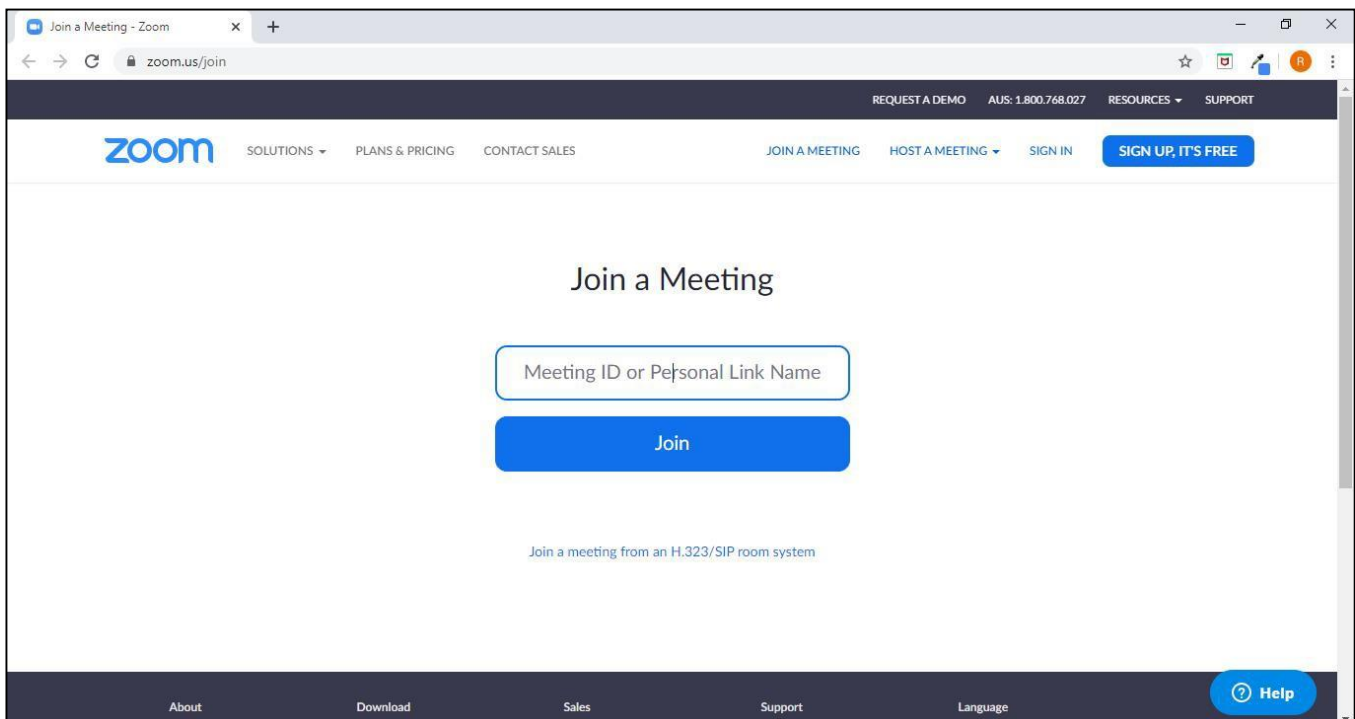 Join a Meeting - Zoom
zoom.us/join
R
REQUEST A DEMO AUS: 1.800.768.027 RESOURCES SUPPORT
zoom SOLUTIONS PLANS & PRICING CONTACT SALES JOIN A MEETING HOST A MEETING SIGN IN SIGN UP, IT'S FREE
Join a Meeting
Meeting ID or Personal Link Name
Join
Join a meeting from an H.323/SIP room system
About Download Sales Support Language
Help